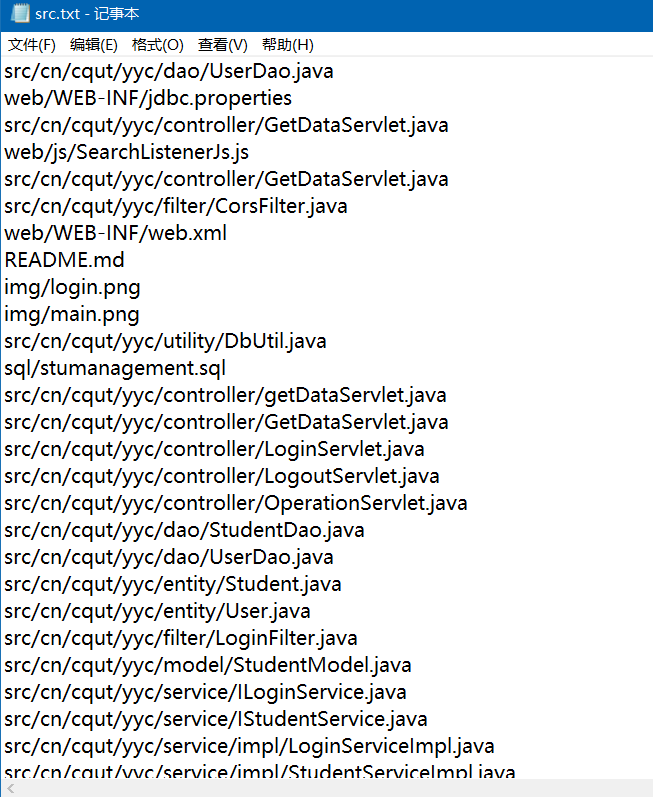 src.txt - 记事本
文件(F) 编辑(E) 格式(O) 查看(V) 帮助(H)
src/cn/cqut/yyc/dao/UserDao.java
web/WEB-INF/jdbc.properties
src/cn/cqut/yyc/controller/GetDataServlet.java
web/js/SearchListenerJs.js
src/cn/cqut/yyc/controller/GetDataServlet.java
src/cn/cqut/yyc/filter/CorsFilter.java
web/WEB-INF/web.xml
README.md
img/login.png
img/main.png
src/cn/cqut/yyc/utility/DbUtil.java
sql/stumanagement.sql
src/cn/cqut/yyc/controller/getDataServlet.java
src/cn/cqut/yyc/controller/GetDataServlet.java
src/cn/cqut/yyc/controller/LoginServlet.java
src/cn/cqut/yyc/controller/LogoutServlet.java
src/cn/cqut/yyc/controller/OperationServlet.java
src/cn/cqut/yyc/dao/StudentDao.java
src/cn/cqut/yyc/dao/UserDao.java
src/cn/cqut/yyc/entity/Student.java
src/cn/cqut/yyc/entity/User.java
src/cn/cqut/yyc/filter/LoginFilter.java
src/cn/cqut/yyc/model/StudentModel.java
src/cn/cqut/yyc/service/ILoginService.java
src/cn/cqut/yyc/service/IStudentService.java
src/cn/cqut/yyc/service/impl/LoginServiceImpl.java
src/cn/cqut/yyc/service/impl/StudentServiceImpl.java